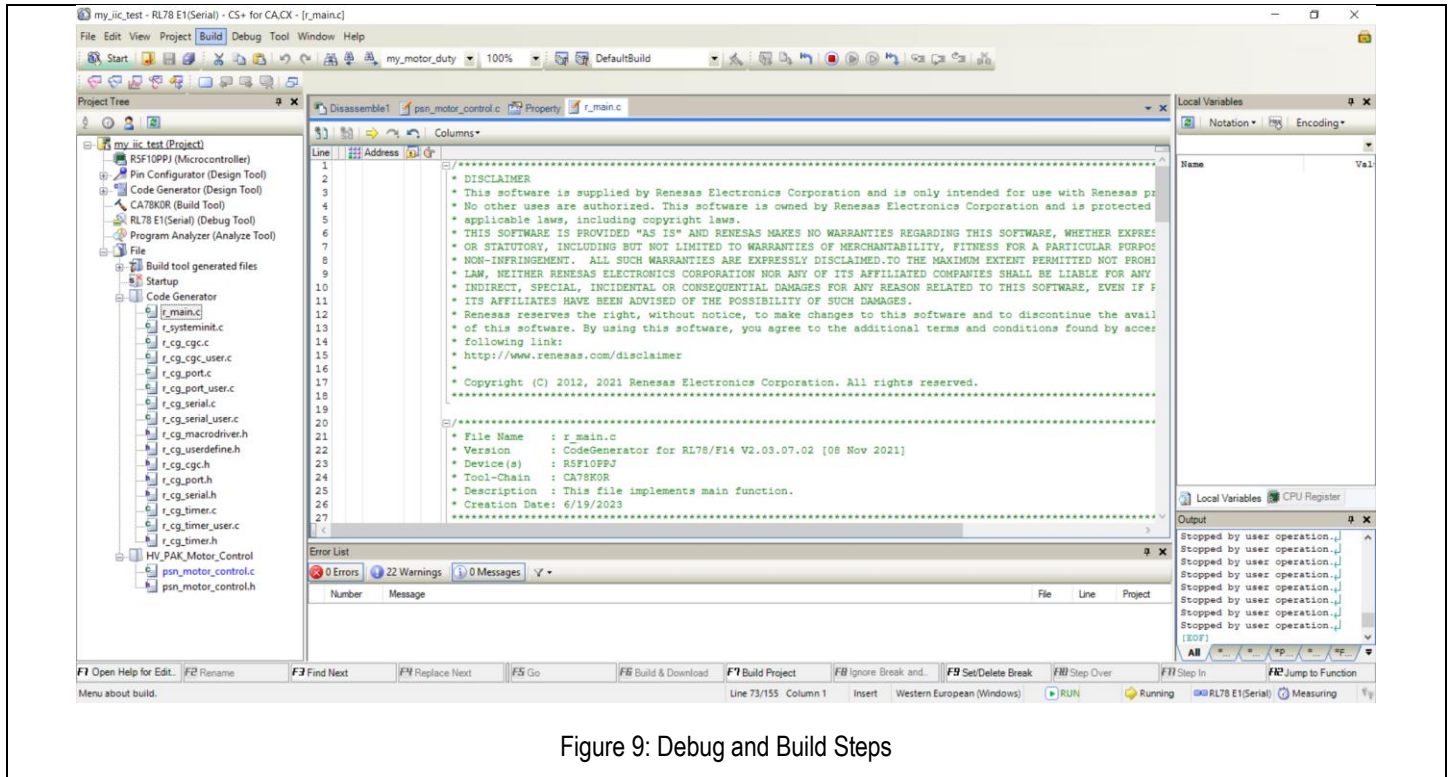 my_iic_test - RL78 E1(Serial) - CS+ for CA,CX - [r_main.c]
File Edit View Project Build Debug Tool Window Help
Start my_motor_duty 100% DefaultBuild
Project Tree
my_iic_test (Project)
R5F10PPJ (Microcontroller)
Pin Configurator (Design Tool)
Code Generator (Design Tool)
CA78K0R (Build Tool)
RL78 E1(Serial) (Debug Tool)
Program Analyzer (Analyze Tool)
File
Build tool generated files
Startup
Code Generator
r_main.c
r_systeminit.c
r_cg_cgc.c
r_cg_cgc_user.c
r_cg_port.c
r_cg_port_user.c
r_cg_serial.c
r_cg_serial_user.c
r_cg_macrodriver.h
r_cg_userdefine.h
r_cg_cgc.h
r_cg_port.h
r_cg_serial.h
r_cg_timer.c
r_cg_timer_user.c
r_cg_timer.h
HV_PAK_Motor_Control
psn_motor_control.c
psn_motor_control.h
Disassemble1 psn_motor_control.c Property r_main.c
Columns
Line Address
1 /***********************************************************
2 * DISCLAIMER
3 * This software is supplied by Renesas Electronics Corporation and is only intended for use with Renesas pr
4 * No other uses are authorized. This software is owned by Renesas Electronics Corporation and is protected
5 * applicable laws, including copyright laws.
6 * THIS SOFTWARE IS PROVIDED "AS IS" AND RENESAS MAKES NO WARRANTIES REGARDING THIS SOFTWARE, WHETHER EXPRES
7 * OR STATUTORY, INCLUDING BUT NOT LIMITED TO WARRANTIES OF MERCHANTABILITY, FITNESS FOR A PARTICULAR PURPOS
8 * NON-INFRINGEMENT. ALL SUCH WARRANTIES ARE EXPRESSLY DISCLAIMED.TO THE MAXIMUM EXTENT PERMITTED NOT PROHI
9 * LAW, NEITHER RENESAS ELECTRONICS CORPORATION NOR ANY OF ITS AFFILIATED COMPANIES SHALL BE LIABLE FOR ANY
10 * INDIRECT, SPECIAL, INCIDENTAL OR CONSEQUENTIAL DAMAGES FOR ANY REASON RELATED TO THIS SOFTWARE, EVEN IF
11 * ITS AFFILIATES HAVE BEEN ADVISED OF THE POSSIBILITY OF SUCH DAMAGES.
12 * Renesas reserves the right, without notice, to make changes to this software and to discontinue the avail
13 * of this software. By using this software, you agree to the additional terms and conditions found by acces
14 * following link:
15 * http://www.renesas.com/disclaimer
16 *
17 * Copyright (C) 2012, 2021 Renesas Electronics Corporation. All rights reserved.
18 ***********************************************************
19
20 /***********************************************************
21 * File Name : r_main.c
22 * Version : CodeGenerator for RL78/F14 V2.03.07.02 [08 Nov 2021]
23 * Device(s) : R5F10PPJ
24 * Tool-Chain : CA78K0R
25 * Description : This file implements main function.
26 * Creation Date: 6/19/2023
27 ***********************************************************
Error List
0 Errors 22 Warnings 0 Messages
Number Message File Line Project
Local Variables
Notation Encoding
Name Val
Local Variables CPU Register
Output
Stopped by user operation.
Stopped by user operation.
Stopped by user operation.
Stopped by user operation.
Stopped by user operation.
Stopped by user operation.
Stopped by user operation.
Stopped by user operation.
[EOF]
All
F1 Open Help for Edit.. F2 Rename F3 Find Next F4 Replace Next F5 Go F6 Build & Download F7 Build Project F8 Ignore Break and.. F9 Set/Delete Break F10 Step Over F11 Step In F12 Jump to Function
Menu about build. Line 73/155 Column 1 Insert Western European (Windows) RUN Running RL78 E1(Serial) Measuring
Figure 9: Debug and Build Steps